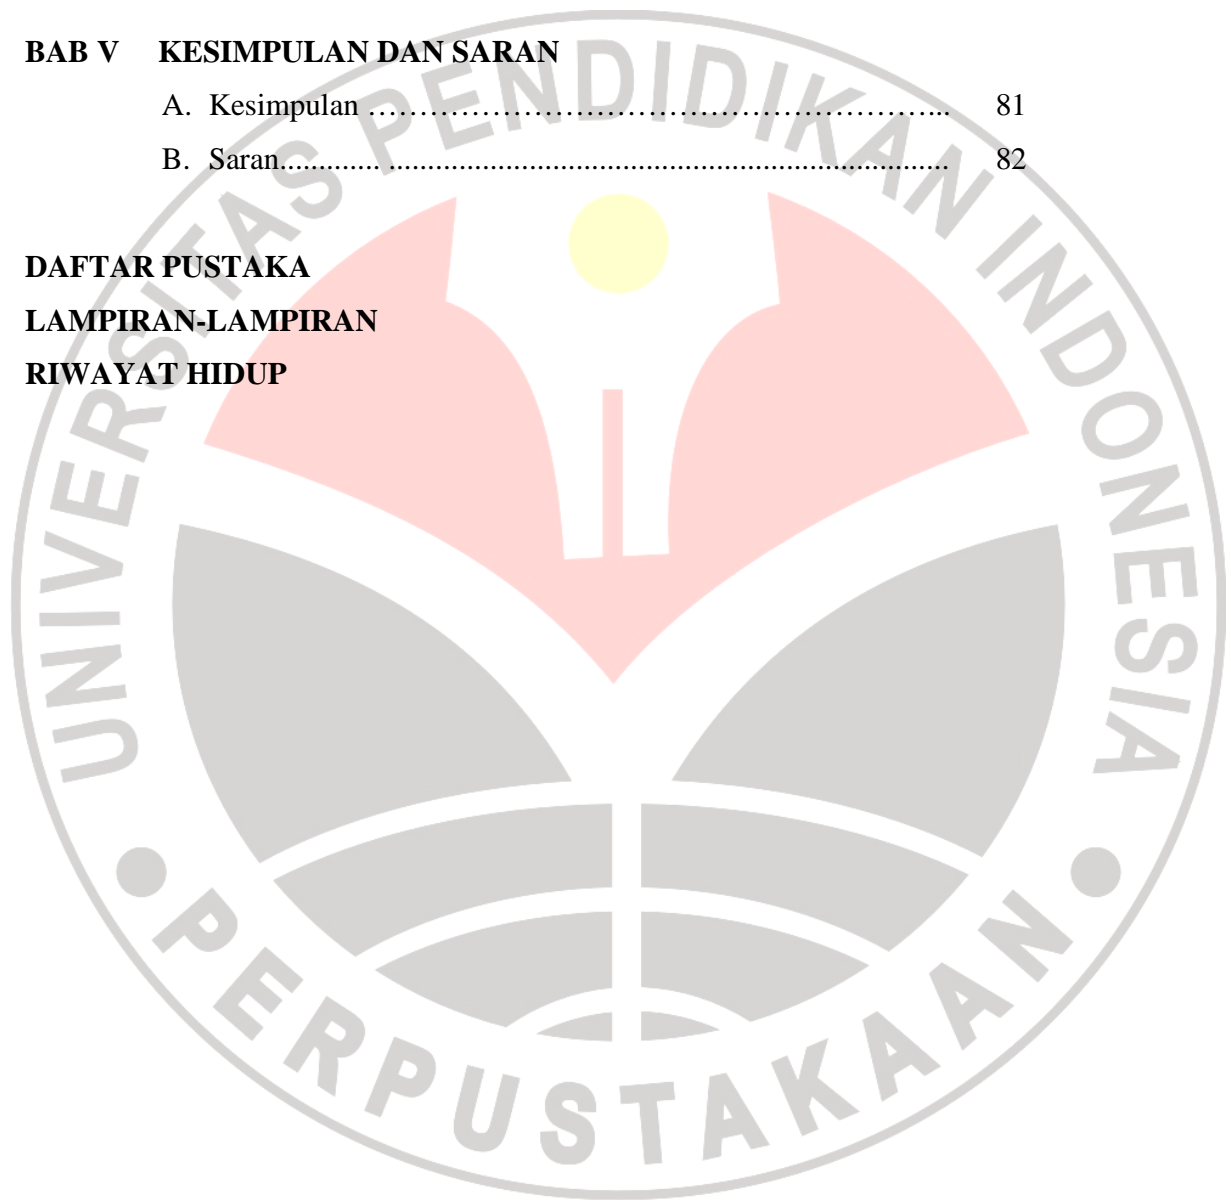 BAB V KESIMPULAN DAN SARAN
A. Kesimpulan ……………………………………………………... 81
B. Saran............. ........................................................................ 82
DAFTAR PUSTAKA
LAMPIRAN-LAMPIRAN
RIWAYAT HIDUP
UNIVERSITAS PENDIDIKAN INDONESIA
PERPUSTAKAAN